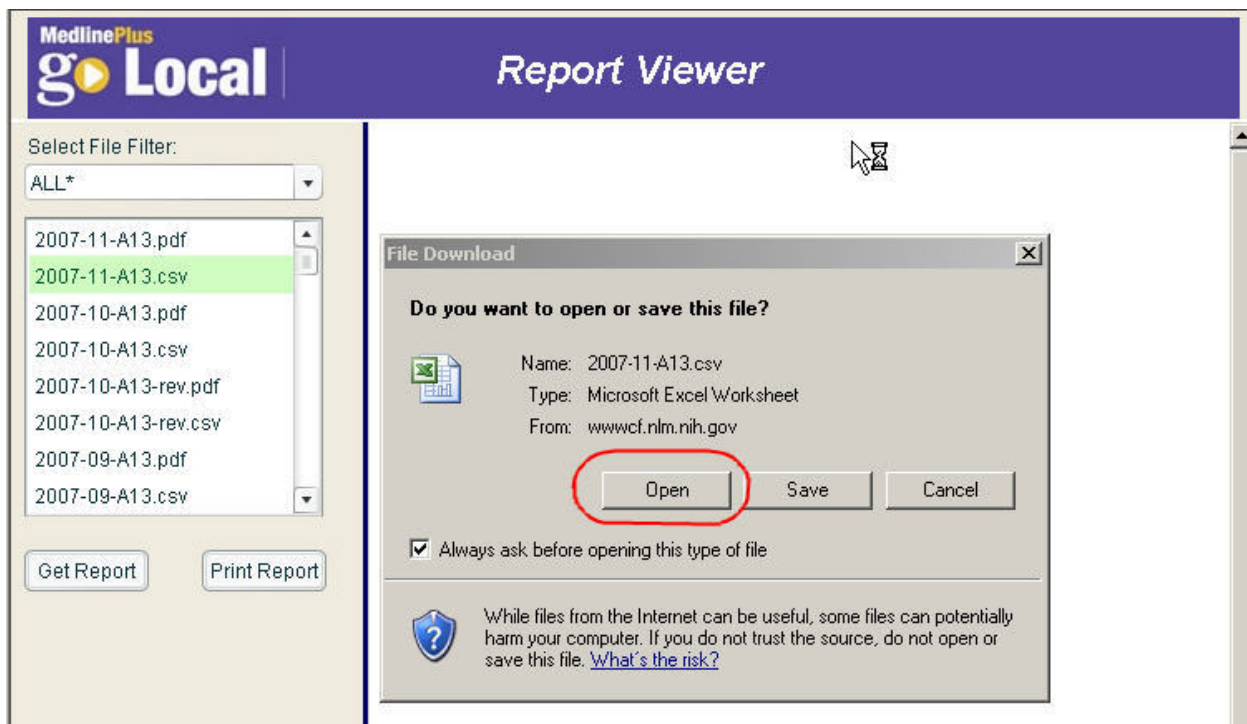 MedlinePlus
go Local
Report Viewer
Select File Filter:
ALL*
2007-11-A13.pdf
2007-11-A13.csv
2007-10-A13.pdf
2007-10-A13.csv
2007-10-A13-rev.pdf
2007-10-A13-rev.csv
2007-09-A13.pdf
2007-09-A13.csv
Get Report
Print Report
File Download
Do you want to open or save this file?
Name: 2007-11-A13.csv
Type: Microsoft Excel Worksheet
From: wwwcf.nlm.nih.gov
Open Save Cancel
Always ask before opening this type of file
While files from the Internet can be useful, some files can potentially
harm your computer. If you do not trust the source, do not open or
save this file. What's the risk?